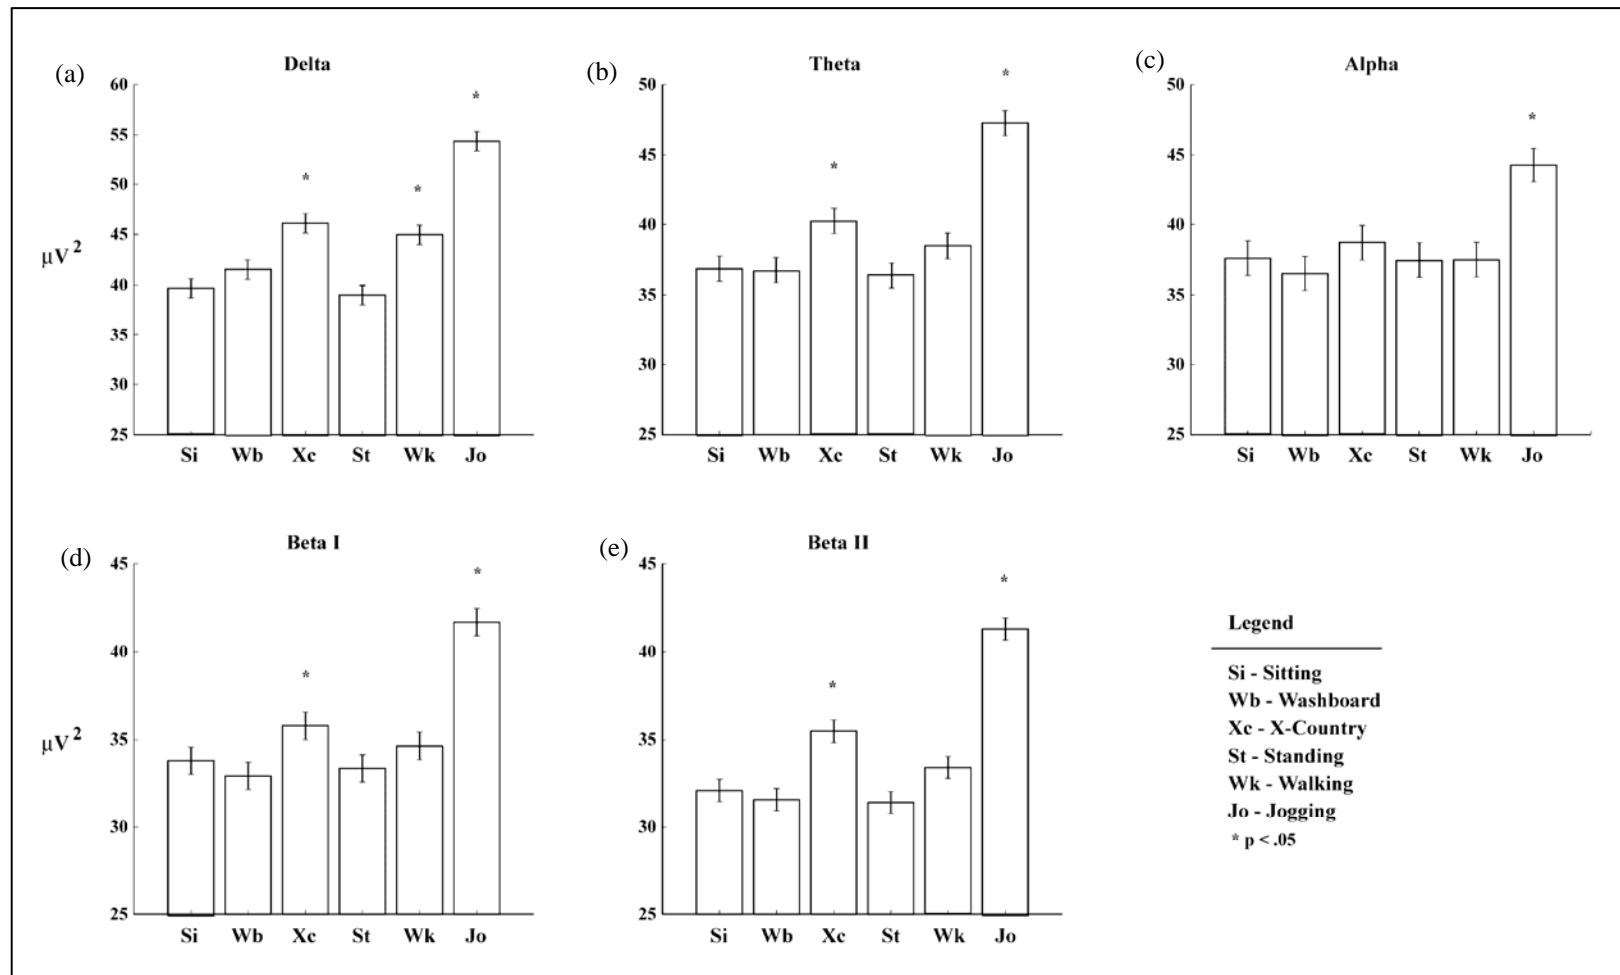 (a) Delta
60
55
50
45
40
35
30
25
μV²
* * * 
Si Wb Xc St Wk Jo
(b) Theta
50
45
40
35
30
25
* *
Si Wb Xc St Wk Jo
(c) Alpha
50
45
40
35
30
25
*
Si Wb Xc St Wk Jo
(d) Beta I
45
40
35
30
25
μV²
* *
Si Wb Xc St Wk Jo
(e) Beta II
45
40
35
30
25
* *
Si Wb Xc St Wk Jo
Legend
Si - Sitting
Wb - Washboard
Xc - X-Country
St - Standing
Wk - Walking
Jo - Jogging
* p < .05